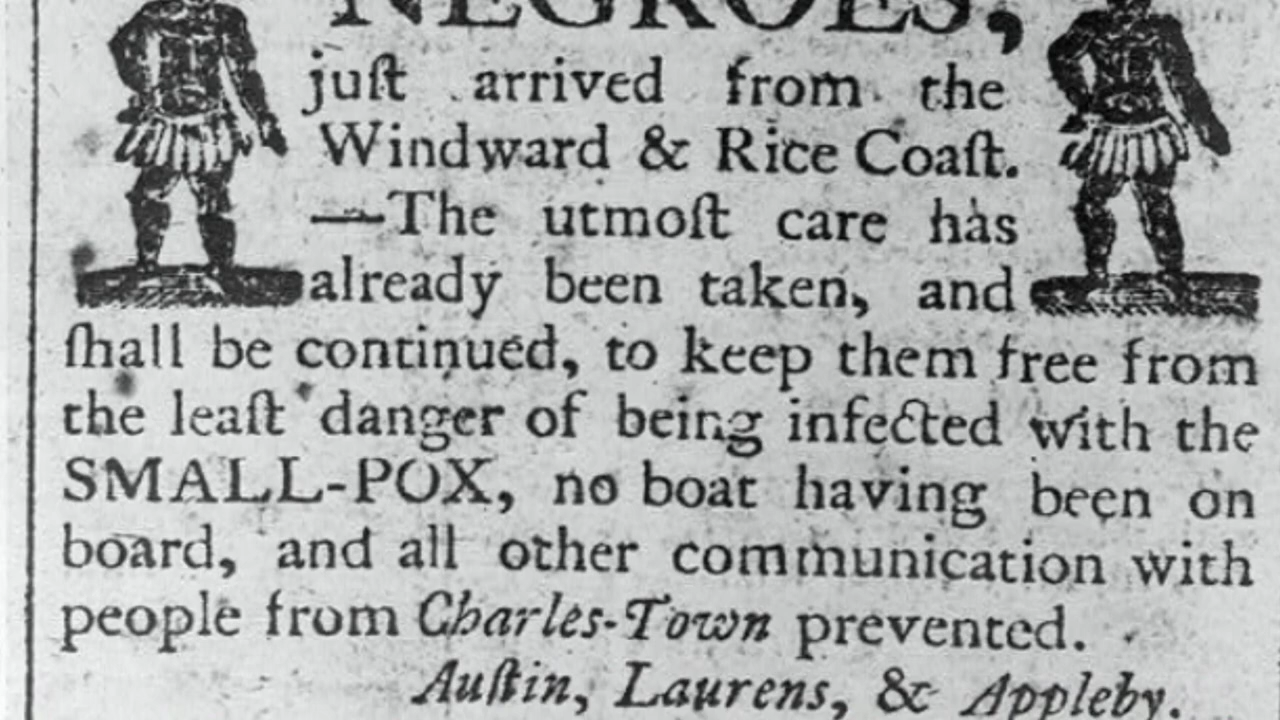 NEGROES,
juſt arrived from the
Windward & Rice Coaſt.
—The utmoſt care has
already been taken, and
ſhall be continued, to keep them free from
the leaſt danger of being infected with the
SMALL-POX, no boat having been on
board, and all other communication with
people from Charles-Town prevented.
Auſtin, Laurens, & Appleby.